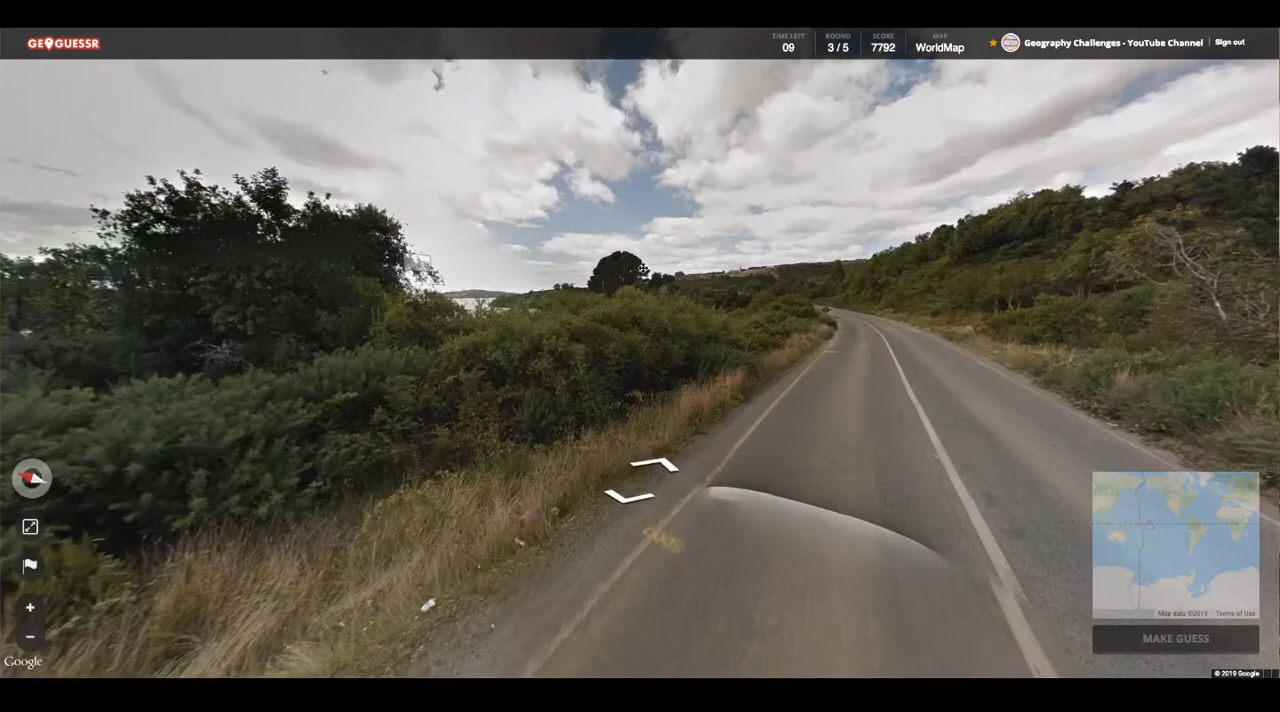 GEOGUESSR
TIME LEFT
09
ROUND
3 / 5
SCORE
7792
MAP
WorldMap
Geography Challenges - YouTube Channel
Sign out
Map data ©2019
Terms of Use
MAKE GUESS
+
−
Google
© 2019 Google